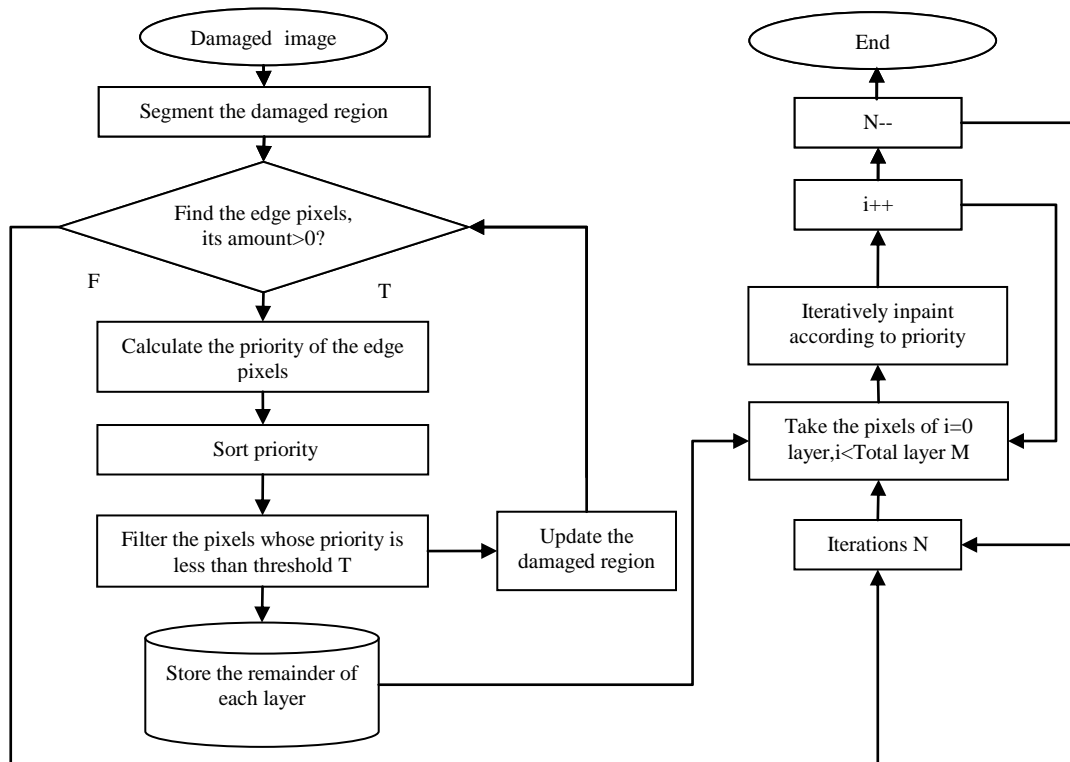 Damaged image
Segment the damaged region
Find the edge pixels,
its amount>0?
F
T
Calculate the priority of the edge
pixels
Sort priority
Filter the pixels whose priority is
less than threshold T
Update the
damaged region
Store the remainder of
each layer
End
N--
i++
Iteratively inpaint
according to priority
Take the pixels of i=0
layer,i<Total layer M
Iterations N